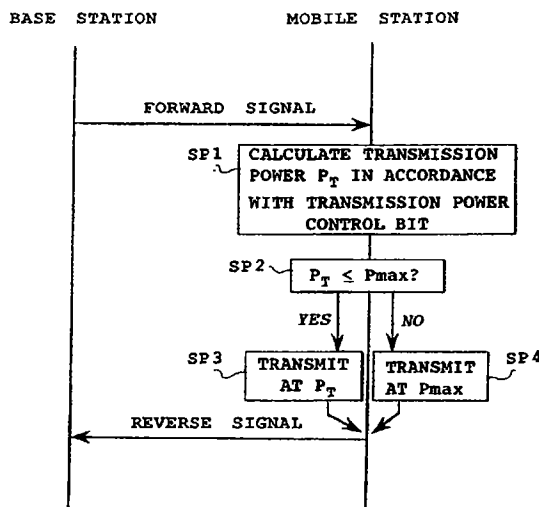 BASE STATION
MOBILE STATION
FORWARD SIGNAL
SP1
CALCULATE TRANSMISSION
POWER P_T IN ACCORDANCE
WITH TRANSMISSION POWER
CONTROL BIT
SP2
P_T ≤ Pmax?
YES
NO
SP3
TRANSMIT
AT P_T
TRANSMIT
AT Pmax
SP4
REVERSE SIGNAL